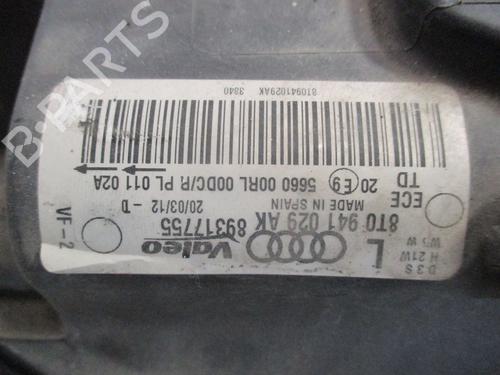 D3S
H 21W
W5 W
L
Valeo
8T0 941 029 AK 89317755
MADE IN SPAIN 20/03/12 -D
ECE
TD
20 E9 5660 00RL 00DC/R PL 011 02A
VF-2
8T0941029AK 3840
B-PARTS